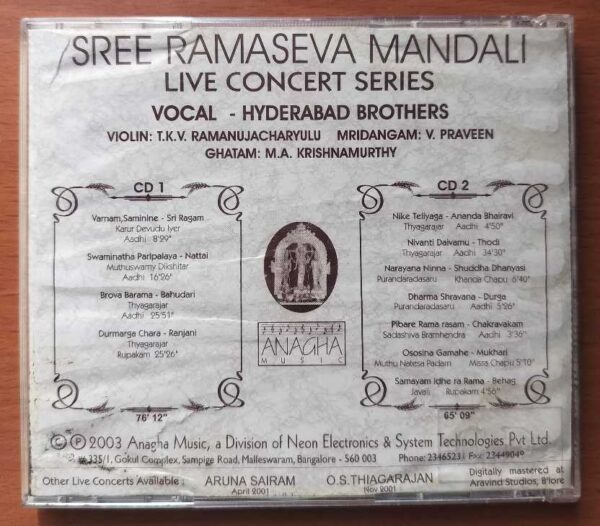 SREE RAMASEVA MANDALI
LIVE CONCERT SERIES
VOCAL - HYDERABAD BROTHERS
VIOLIN: T.K.V. RAMANUJACHARYULU MRIDANGAM: V. PRAVEEN
GHATAM: M.A. KRISHNAMURTHY
CD 1
Varnam,Saminine - Sri Ragam
Karur Devudu Iyer
Aadhi 8'29"
Swaminatha Paripalaya - Nattai
Muthuswamy Dikshitar
Aadhi 16'26"
Brova Barama - Bahudari
Thyagarajar
Aadhi 25'51"
Durmarga Chara - Ranjani
Thyagarajar
Rupakam 25'26"
76' 12"
ANAGHA
MUSIC
CD 2
Nike Teliyaga - Ananda Bhairavi
Thyagarajar Aadhi 4'50"
Nivanti Daivamu - Thodi
Thyagarajar Aadhi 34'30"
Narayana Ninna - Shuddha Dhanyasi
Purandaradasaru Khanda Chapu 6'40"
Dharma Shravana - Durga
Purandaradasaru Aadhi 5'26"
Pibare Rama rasam - Chakravakam
Sadashiva Bramhendra Aadhi 3'36"
Ososina Gamahe - Mukhari
Muthu Natesa Padam Misra Chapu 5'10"
Samayam Idhe ra Rama - Behag
Javali Rupakam 4'56"
65' 09"
© ℗ 2003 Anagha Music, a Division of Neon Electronics & System Technologies Pvt Ltd.
335/1, Gokul Complex, Sampige Road, Malleswaram, Bangalore - 560 003 Phone: 2346523 Fax: 2344904
Other Live Concerts Available : ARUNA SAIRAM O.S.THIAGARAJAN Digitally mastered at
April 2001 Nov 2001 Aravind Studios, B'lore